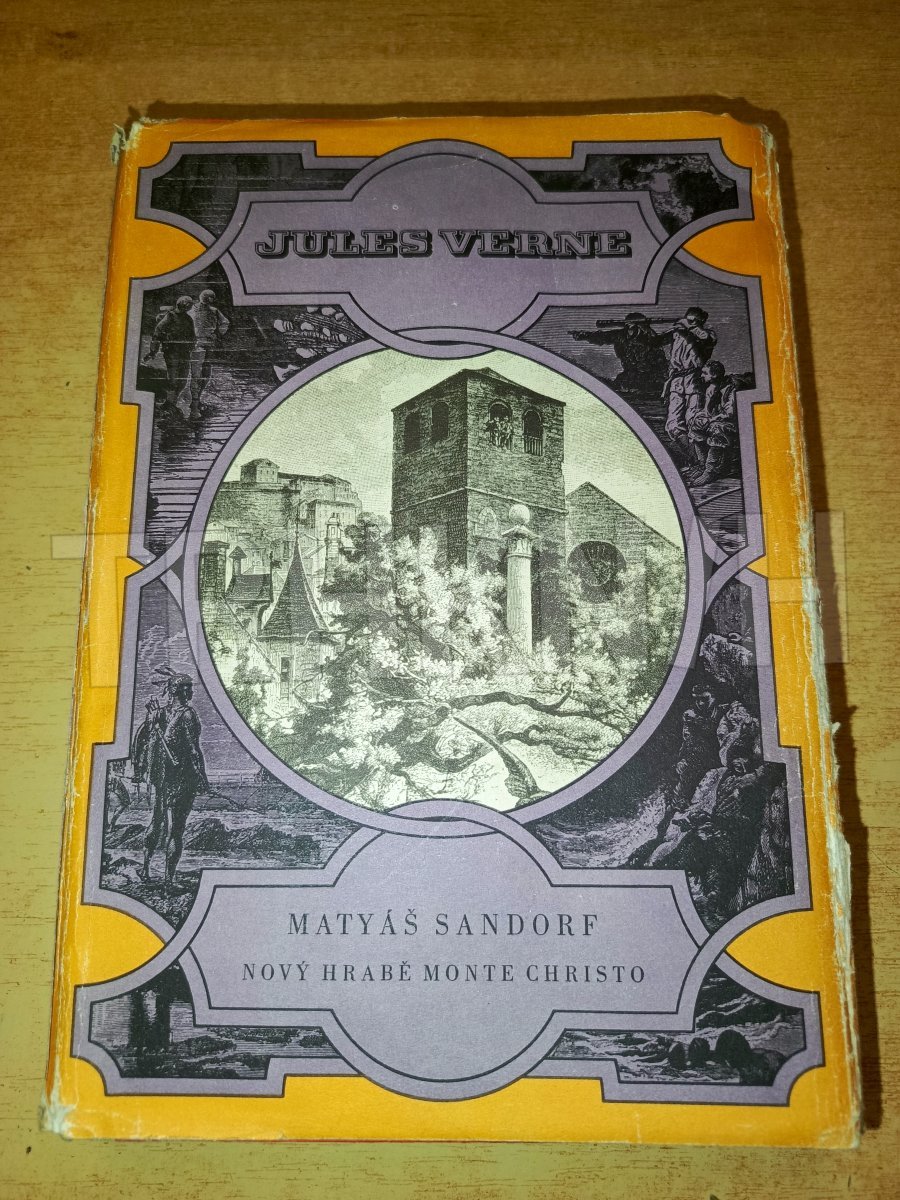 JULES VERNE
MATYÁŠ SANDORF
NOVÝ HRABĚ MONTE CHRISTO